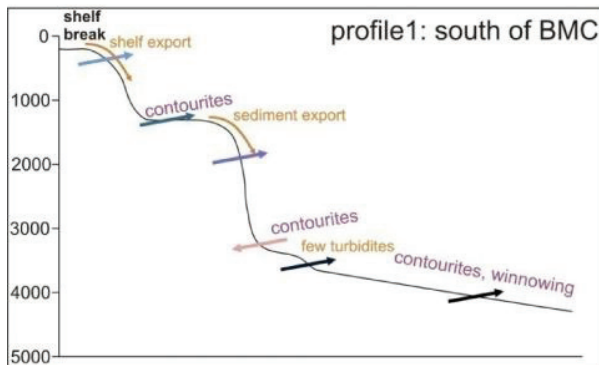 shelf
break
profile1: south of BMC
0
shelf export
1000
contourites
sediment export
2000
3000
contourites
few turbidites
contourites, winnowing
4000
5000